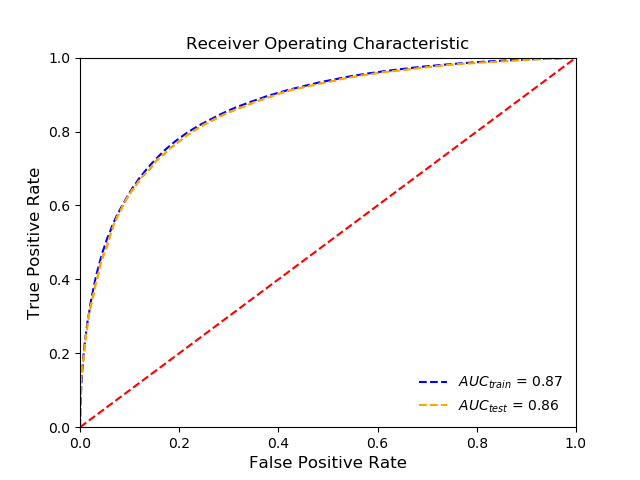 Receiver Operating Characteristic
True Positive Rate
1.0
0.8
0.6
0.4
0.2
0.0
AUCtrain = 0.87
AUCtest = 0.86
0.0 0.2 0.4 0.6 0.8 1.0
False Positive Rate